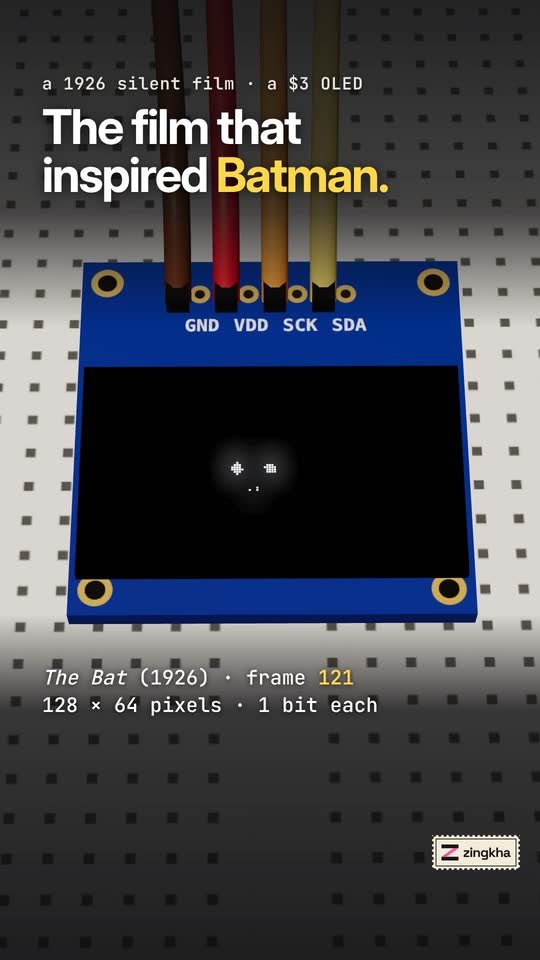 a 1926 silent film · a $3 OLED
The film that
inspired Batman.
GND VDD SCK SDA
The Bat (1926) · frame 121
128 × 64 pixels · 1 bit each
zingkha